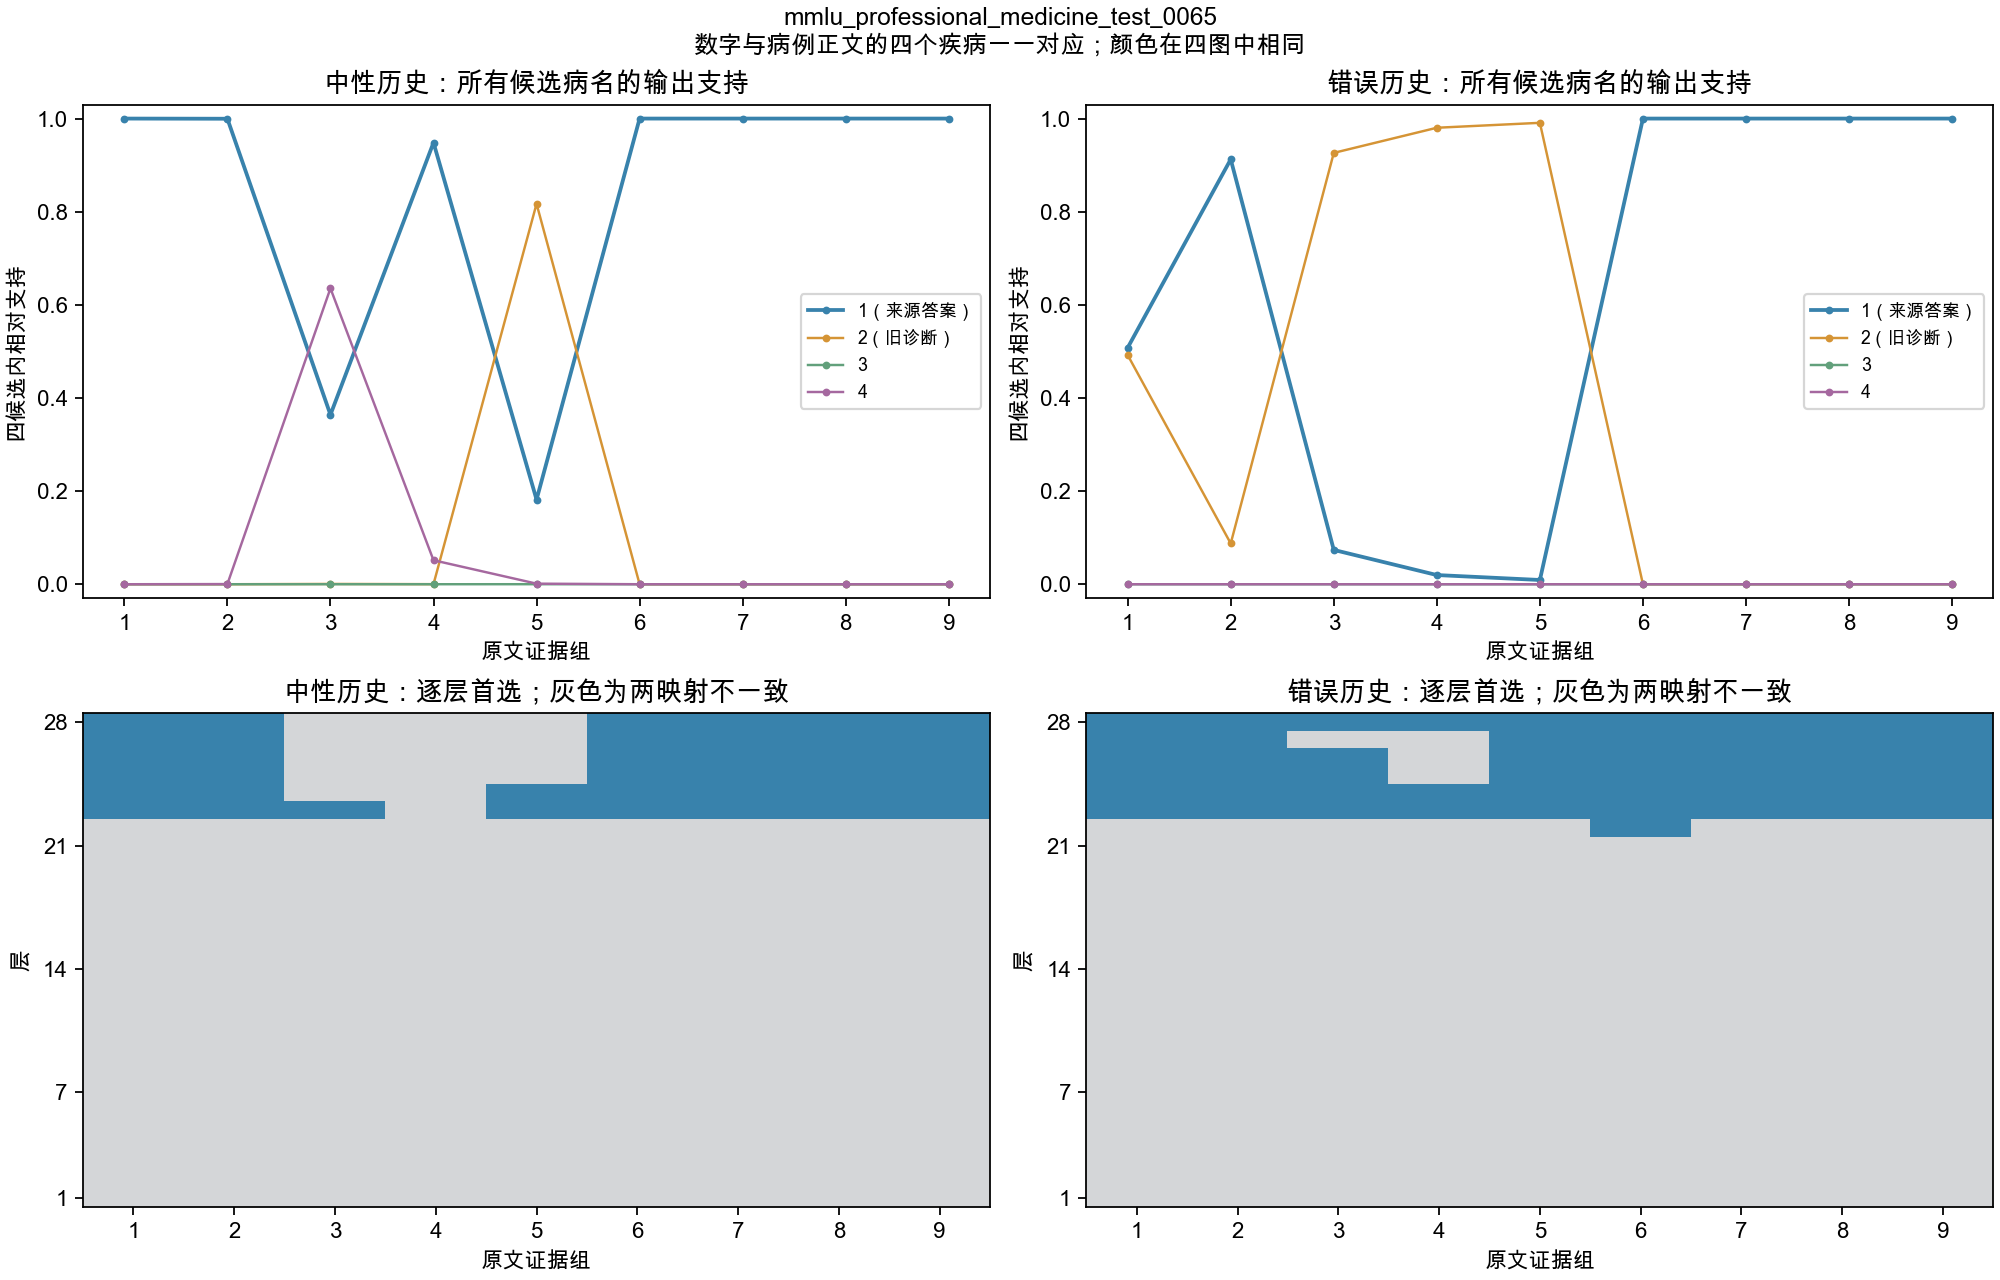 mmlu_professional_medicine_test_0065
数字与病例正文的四个疾病一一对应；颜色在四图中相同
中性历史：所有候选病名的输出支持
四候选内相对支持
1.0
0.8
0.6
0.4
0.2
0.0
1 2 3 4 5 6 7 8 9
原文证据组
1（来源答案）
2（旧诊断）
3
4
错误历史：所有候选病名的输出支持
四候选内相对支持
1.0
0.8
0.6
0.4
0.2
0.0
1 2 3 4 5 6 7 8 9
原文证据组
1（来源答案）
2（旧诊断）
3
4
中性历史：逐层首选；灰色为两映射不一致
层
28
21
14
7
1
1 2 3 4 5 6 7 8 9
原文证据组
错误历史：逐层首选；灰色为两映射不一致
层
28
21
14
7
1
1 2 3 4 5 6 7 8 9
原文证据组